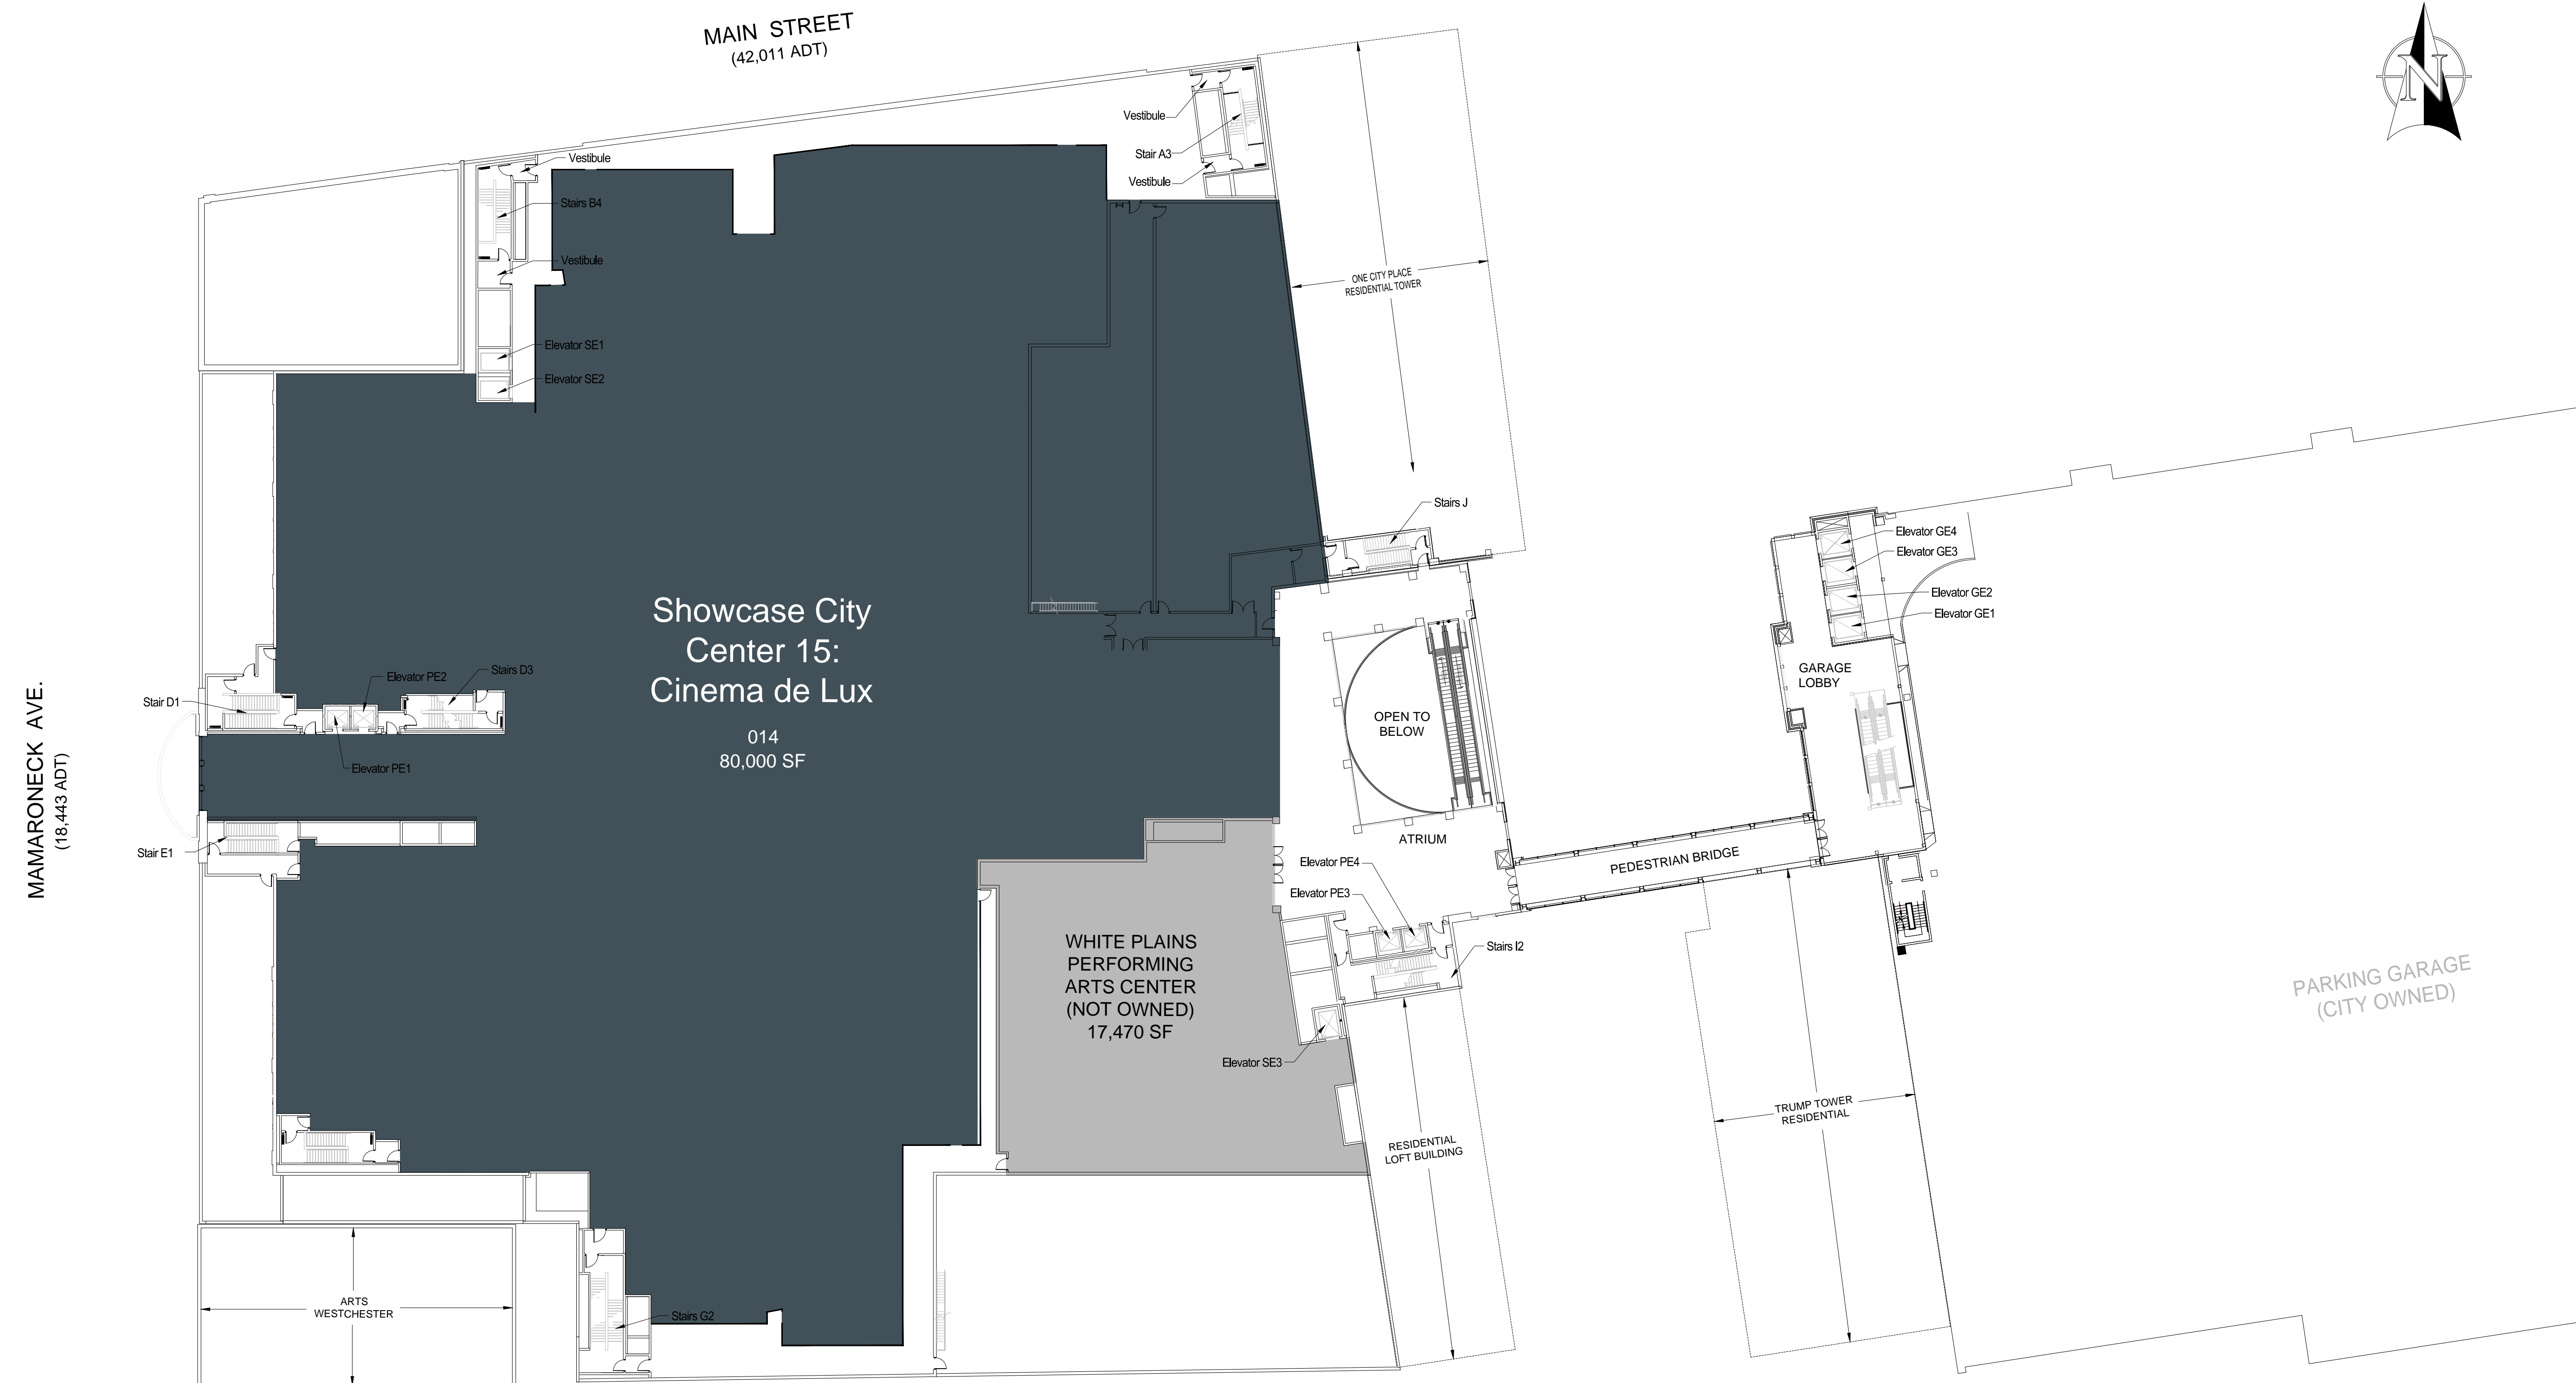 MAIN STREET
(42,011 ADT)
N
Vestibule
Stair A3
Vestibule
Vestibule
Stairs B4
Vestibule
Elevator SE1
Elevator SE2
ONE CITY PLACE
RESIDENTIAL TOWER
Stairs J
Elevator GE4
Elevator GE3
Elevator GE2
Elevator GE1
GARAGE
LOBBY
Showcase City
Center 15:
Cinema de Lux
014
80,000 SF
Elevator PE2
Stairs D3
Stair D1
Elevator PE1
MAMARONECK AVE.
(18,443 ADT)
Stair E1
OPEN TO
BELOW
ATRIUM
PEDESTRIAN BRIDGE
Elevator PE4
Elevator PE3
Stairs I2
WHITE PLAINS
PERFORMING
ARTS CENTER
(NOT OWNED)
17,470 SF
Elevator SE3
PARKING GARAGE
(CITY OWNED)
TRUMP TOWER
RESIDENTIAL
RESIDENTIAL
LOFT BUILDING
ARTS
WESTCHESTER
Stairs G2